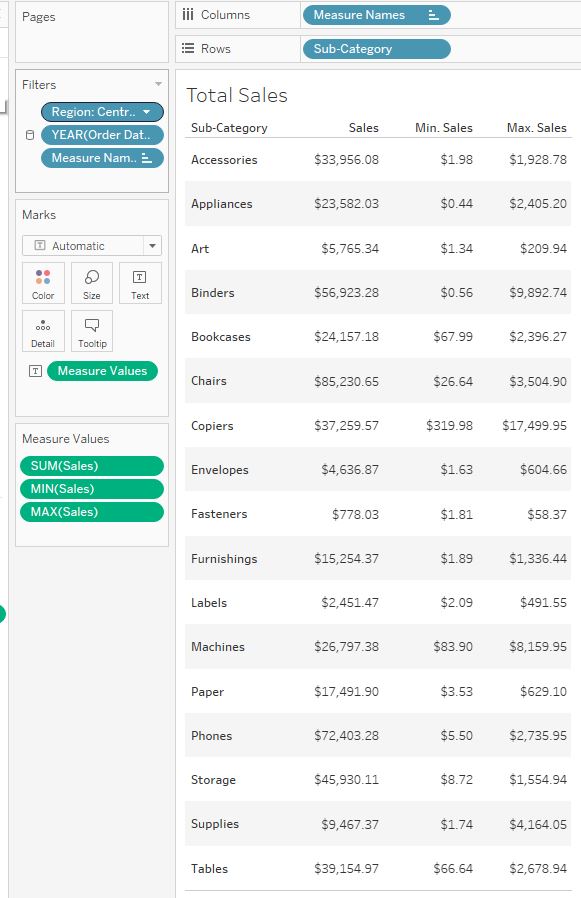 Pages
Columns Measure Names
Rows Sub-Category
Filters
Region: Centr..
YEAR(Order Dat..
Measure Nam..
Marks
T Automatic
Color Size T Text
Detail Tooltip
T Measure Values
Measure Values
SUM(Sales)
MIN(Sales)
MAX(Sales)
Total Sales
Sub-Category Sales Min. Sales Max. Sales
Accessories $33,956.08 $1.98 $1,928.78
Appliances $23,582.03 $0.44 $2,405.20
Art $5,765.34 $1.34 $209.94
Binders $56,923.28 $0.56 $9,892.74
Bookcases $24,157.18 $67.99 $2,396.27
Chairs $85,230.65 $26.64 $3,504.90
Copiers $37,259.57 $319.98 $17,499.95
Envelopes $4,636.87 $1.63 $604.66
Fasteners $778.03 $1.81 $58.37
Furnishings $15,254.37 $1.89 $1,336.44
Labels $2,451.47 $2.09 $491.55
Machines $26,797.38 $83.90 $8,159.95
Paper $17,491.90 $3.53 $629.10
Phones $72,403.28 $5.50 $2,735.95
Storage $45,930.11 $8.72 $1,554.94
Supplies $9,467.37 $1.74 $4,164.05
Tables $39,154.97 $66.64 $2,678.94